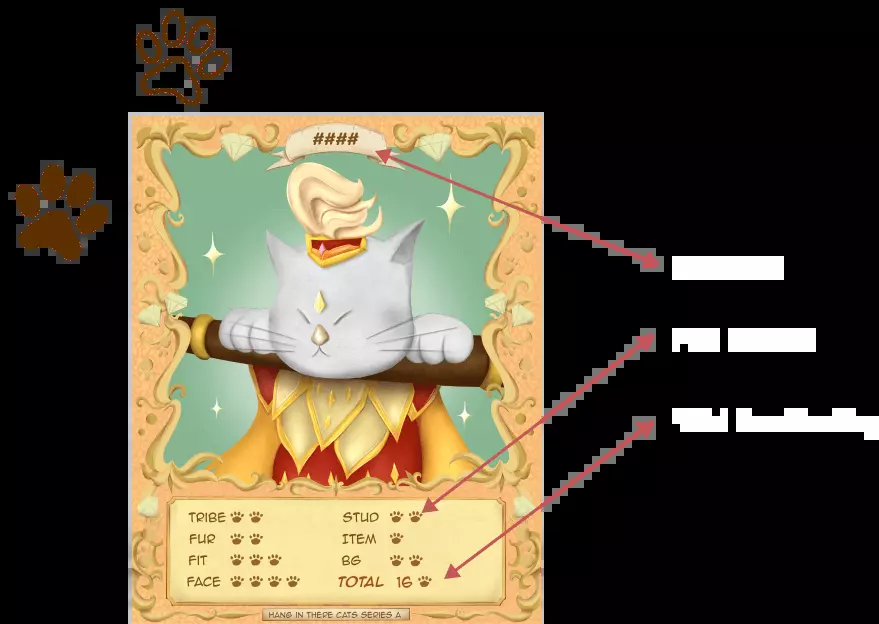 ####
TRIBE STUD
FUR ITEM
FIT BG
FACE TOTAL 16
HANG IN THERE CATS SERIES A